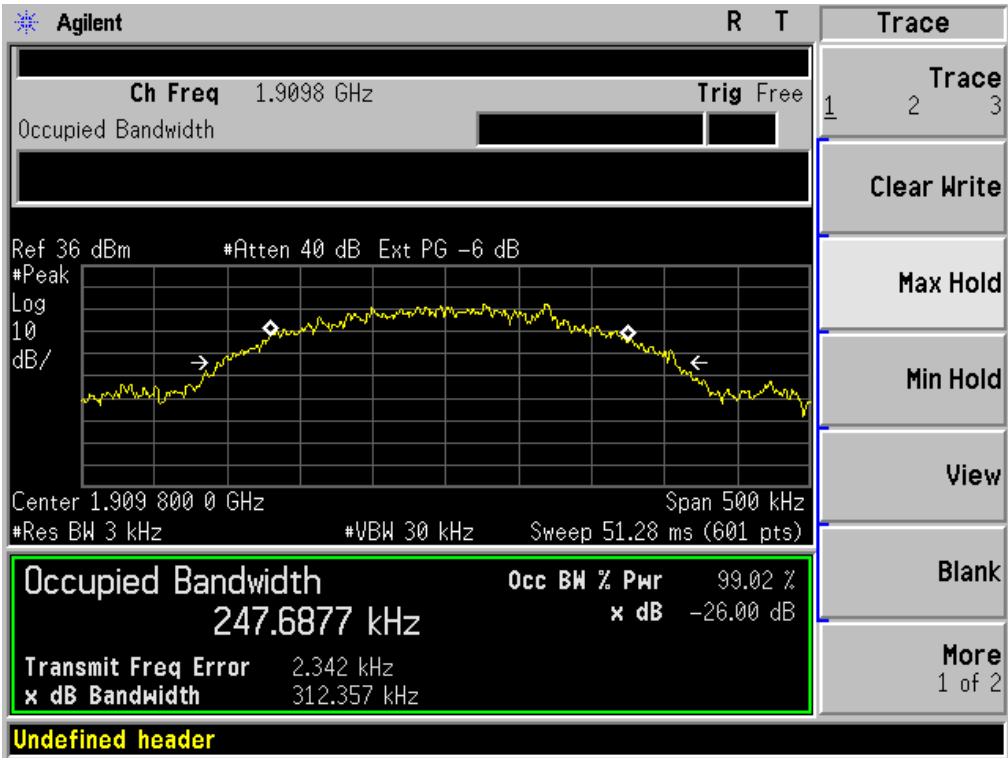 Agilent R T
Ch Freq 1.9098 GHz Trig Free
Occupied Bandwidth
Ref 36 dBm #Atten 40 dB Ext PG -6 dB
#Peak
Log
10
dB/
Center 1.909 800 0 GHz Span 500 kHz
#Res BW 3 kHz #VBW 30 kHz Sweep 51.28 ms (601 pts)
Occupied Bandwidth Occ BW % Pwr 99.02 %
247.6877 kHz x dB -26.00 dB
Transmit Freq Error 2.342 kHz
x dB Bandwidth 312.357 kHz
Undefined header
Trace
Trace
1 2 3
Clear Write
Max Hold
Min Hold
View
Blank
More
1 of 2